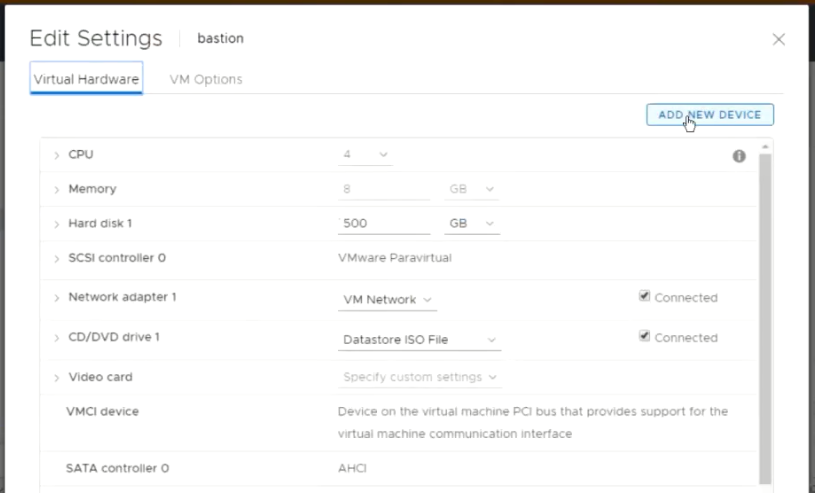 Edit Settings bastion
Virtual Hardware VM Options
ADD NEW DEVICE
CPU 4
Memory 8 GB
Hard disk 1 500 GB
SCSI controller 0 VMware Paravirtual
Network adapter 1 VM Network Connected
CD/DVD drive 1 Datastore ISO File Connected
Video card Specify custom settings
VMCI device Device on the virtual machine PCI bus that provides support for the
virtual machine communication interface
SATA controller 0 AHCI